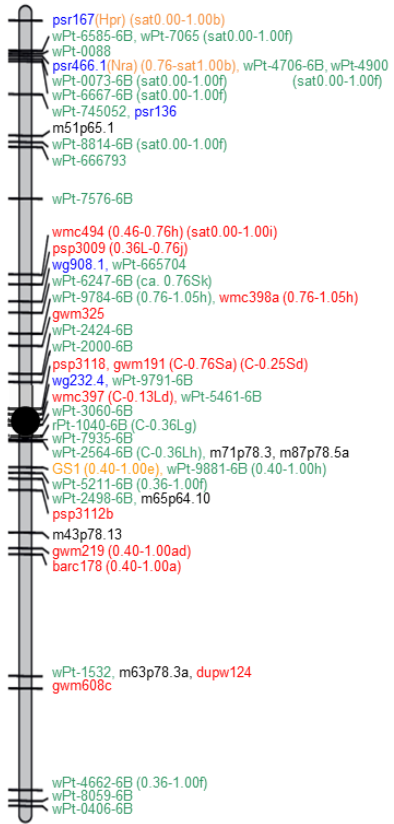 psr167(Hpr) (sat0.00-1.00b)
wPt-6585-6B, wPt-7065 (sat0.00-1.00f)
wPt-0088
psr466.1(Nra) (0.76-sat1.00b), wPt-4706-6B, wPt-4900
wPt-0073-6B (sat0.00-1.00f) (sat0.00-1.00f)
wPt-6667-6B (sat0.00-1.00f)
wPt-745052, psr136
m51p65.1
wPt-8814-6B (sat0.00-1.00f)
wPt-666793
wPt-7576-6B
wmc494 (0.46-0.76h) (sat0.00-1.00i)
psp3009 (0.36L-0.76j)
wg908.1, wPt-665704
wPt-6247-6B (ca. 0.76Sk)
wPt-9784-6B (0.76-1.05h), wmc398a (0.76-1.05h)
gwm325
wPt-2424-6B
wPt-2000-6B
psp3118, gwm191 (C-0.76Sa) (C-0.25Sd)
wg232.4, wPt-9791-6B
wmc397 (C-0.13Ld), wPt-5461-6B
wPt-3060-6B
rPt-1040-6B (C-0.36Lg)
wPt-7935-6B
wPt-2564-6B (C-0.36Lh), m71p78.3, m87p78.5a
GS1 (0.40-1.00e), wPt-9881-6B (0.40-1.00h)
wPt-5211-6B (0.36-1.00f)
wPt-2498-6B, m65p64.10
psp3112b
m43p78.13
gwm219 (0.40-1.00ad)
barc178 (0.40-1.00a)
wPt-1532, m63p78.3a, dupw124
gwm608c
wPt-4662-6B (0.36-1.00f)
wPt-8059-6B
wPt-0406-6B